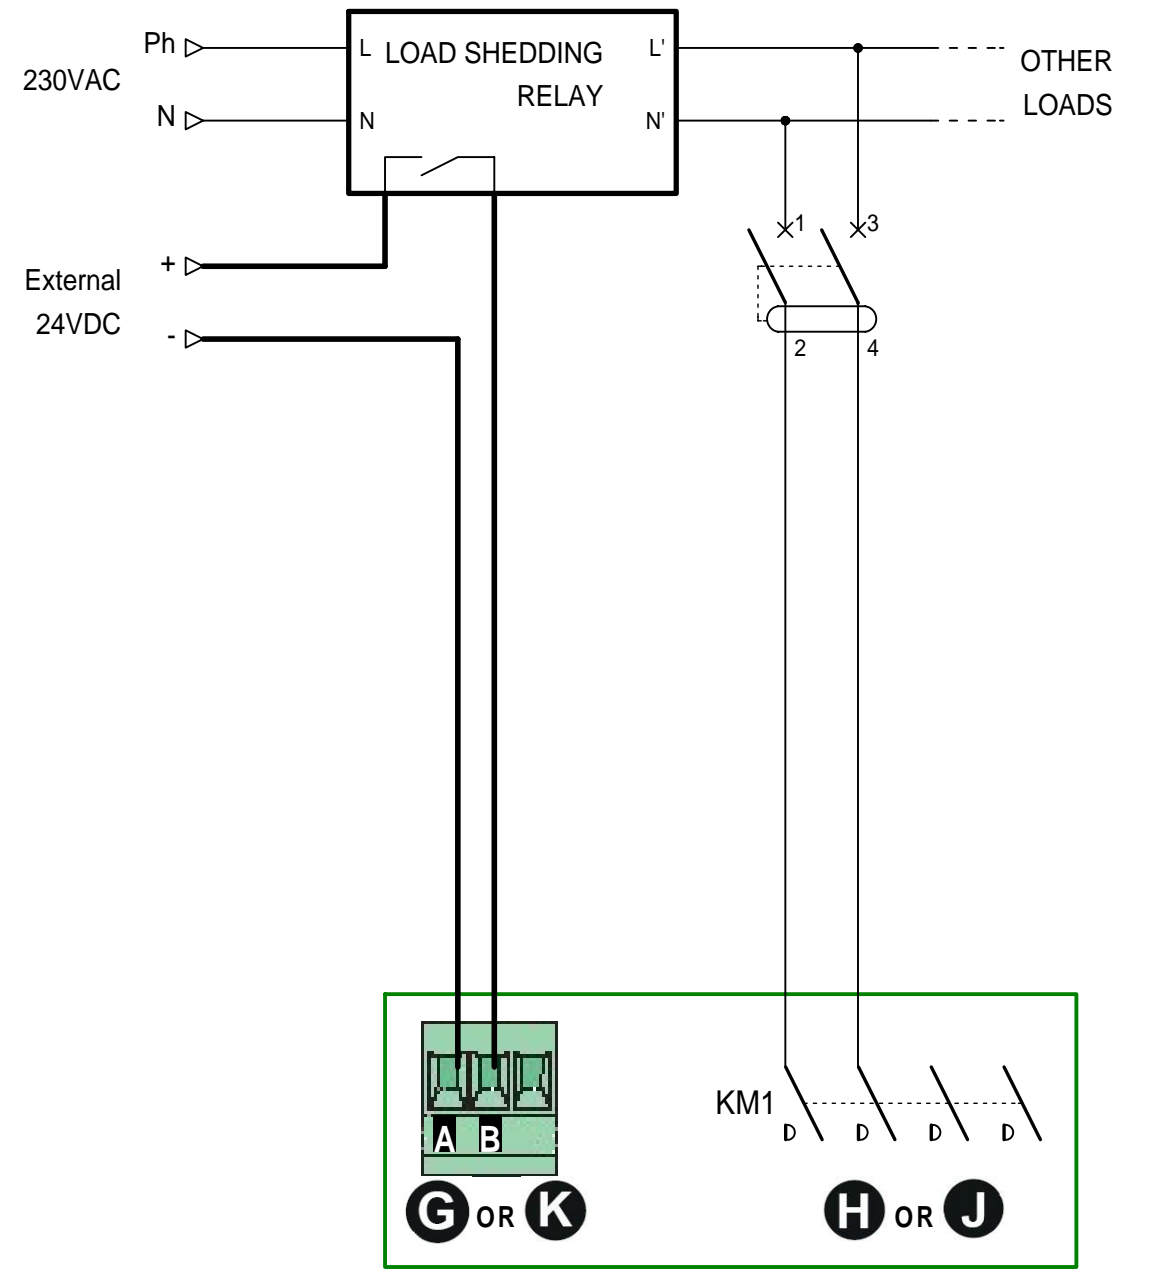 Ph
L
LOAD SHEDDING
L'
OTHER
230VAC
RELAY
LOADS
N
N
N'
1
3
+
External
24VDC
-
2
4
KM1
A B
G OR K
H OR J